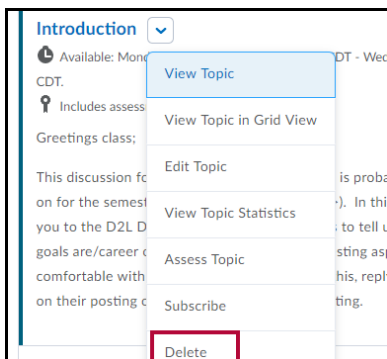 Introduction
Available: Mon DT - Wed
View Topic
CDT.
Includes assess
View Topic in Grid View
Greetings class;
Edit Topic
This discussion fo is proba
on for the semest . In thi
View Topic Statistics
you to the D2L D to tell u
goals are/career sting as
Assess Topic
comfortable with his, repl
on their posting ting.
Subscribe
Delete